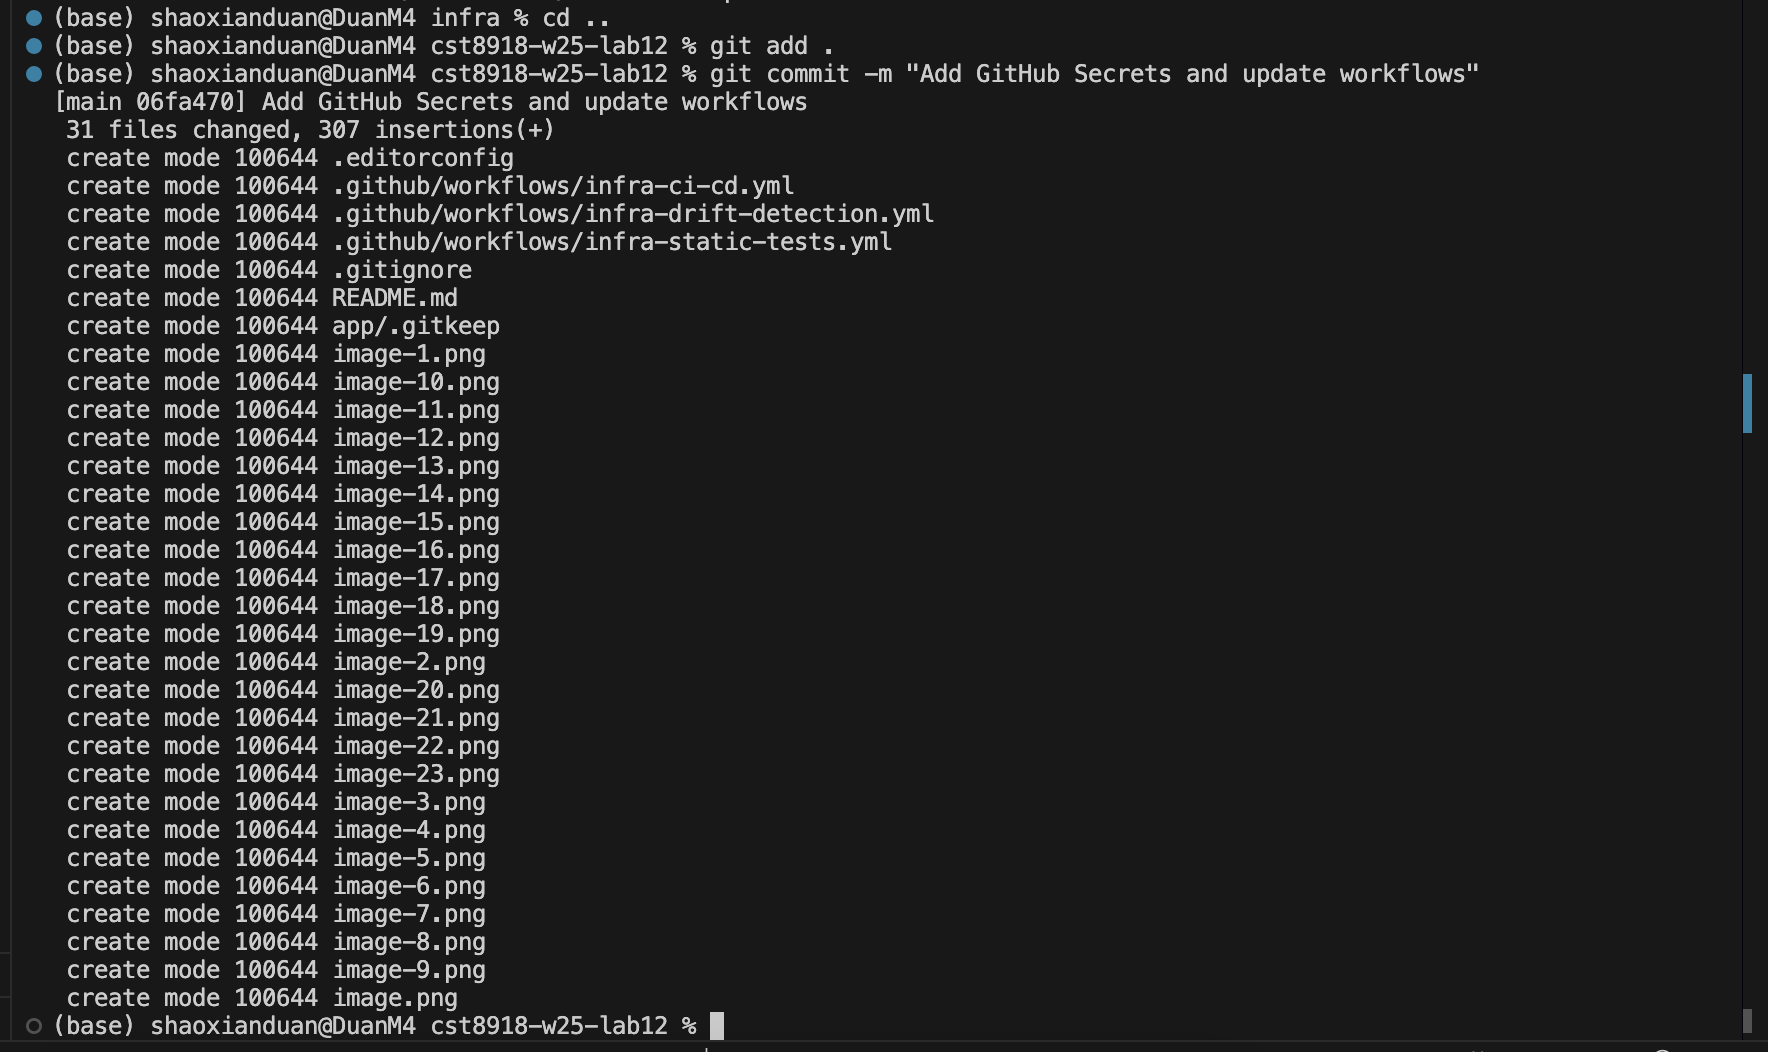 (base) shaoxianduan@DuanM4 infra % cd ..
(base) shaoxianduan@DuanM4 cst8918-w25-lab12 % git add .
(base) shaoxianduan@DuanM4 cst8918-w25-lab12 % git commit -m "Add GitHub Secrets and update workflows"
[main 06fa470] Add GitHub Secrets and update workflows
31 files changed, 307 insertions(+)
create mode 100644 .editorconfig
create mode 100644 .github/workflows/infra-ci-cd.yml
create mode 100644 .github/workflows/infra-drift-detection.yml
create mode 100644 .github/workflows/infra-static-tests.yml
create mode 100644 .gitignore
create mode 100644 README.md
create mode 100644 app/.gitkeep
create mode 100644 image-1.png
create mode 100644 image-10.png
create mode 100644 image-11.png
create mode 100644 image-12.png
create mode 100644 image-13.png
create mode 100644 image-14.png
create mode 100644 image-15.png
create mode 100644 image-16.png
create mode 100644 image-17.png
create mode 100644 image-18.png
create mode 100644 image-19.png
create mode 100644 image-2.png
create mode 100644 image-20.png
create mode 100644 image-21.png
create mode 100644 image-22.png
create mode 100644 image-23.png
create mode 100644 image-3.png
create mode 100644 image-4.png
create mode 100644 image-5.png
create mode 100644 image-6.png
create mode 100644 image-7.png
create mode 100644 image-8.png
create mode 100644 image-9.png
create mode 100644 image.png
(base) shaoxianduan@DuanM4 cst8918-w25-lab12 %